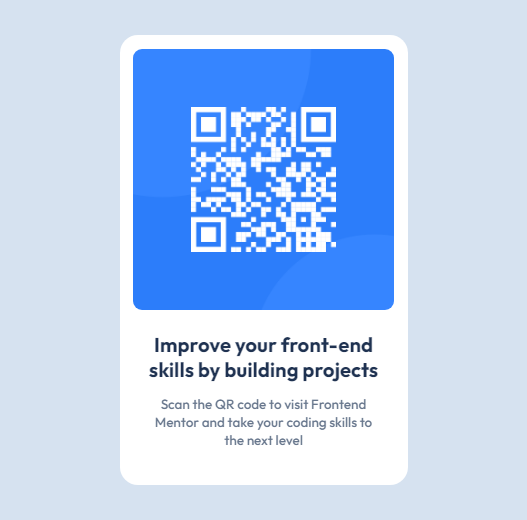 Improve your front-end
skills by building projects
Scan the QR code to visit Frontend
Mentor and take your coding skills to
the next level